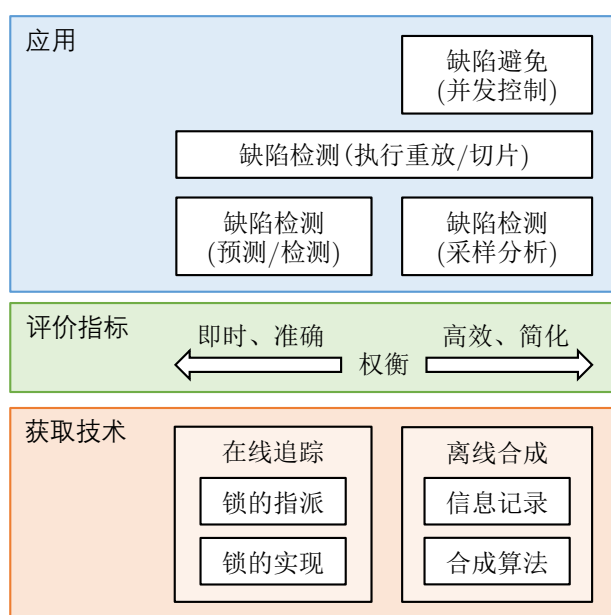 应用
缺陷避免
(并发控制)
缺陷检测(执行重放/切片)
缺陷检测
(预测/检测)
缺陷检测
(采样分析)
评价指标
即时、准确
权衡
高效、简化
获取技术
在线追踪
锁的指派
锁的实现
离线合成
信息记录
合成算法